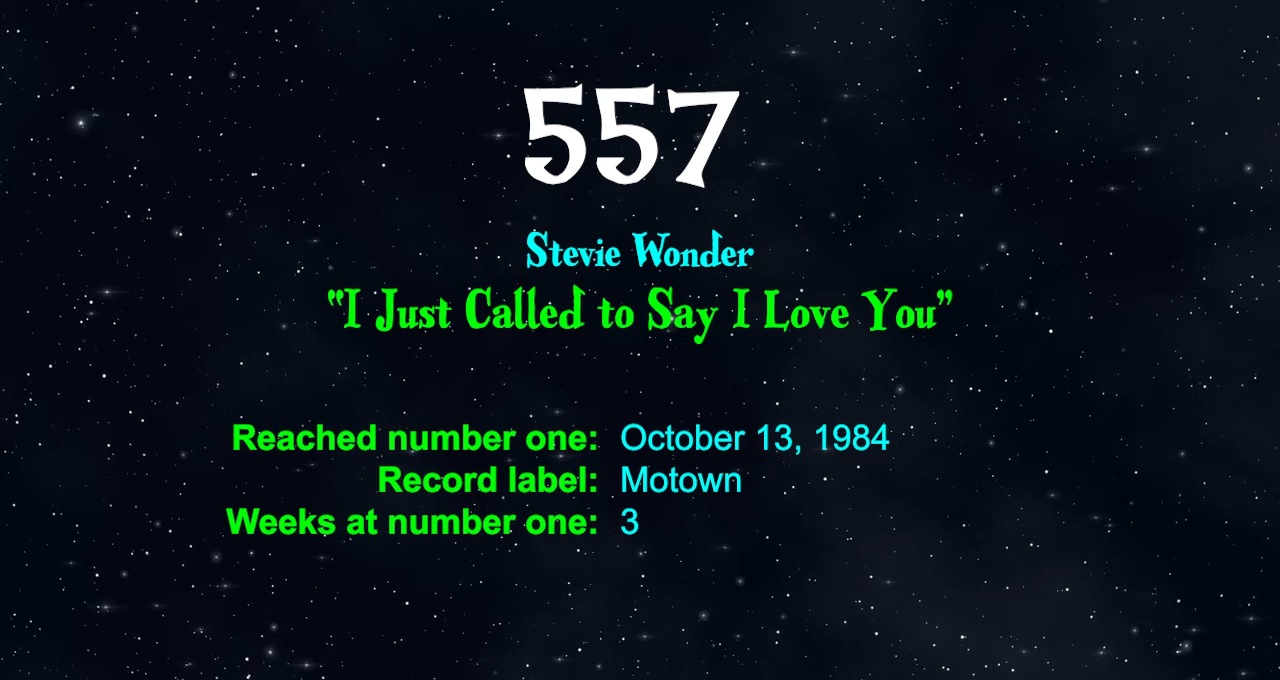 557
Stevie Wonder
“I Just Called to Say I Love You”
Reached number one: October 13, 1984
Record label: Motown
Weeks at number one: 3